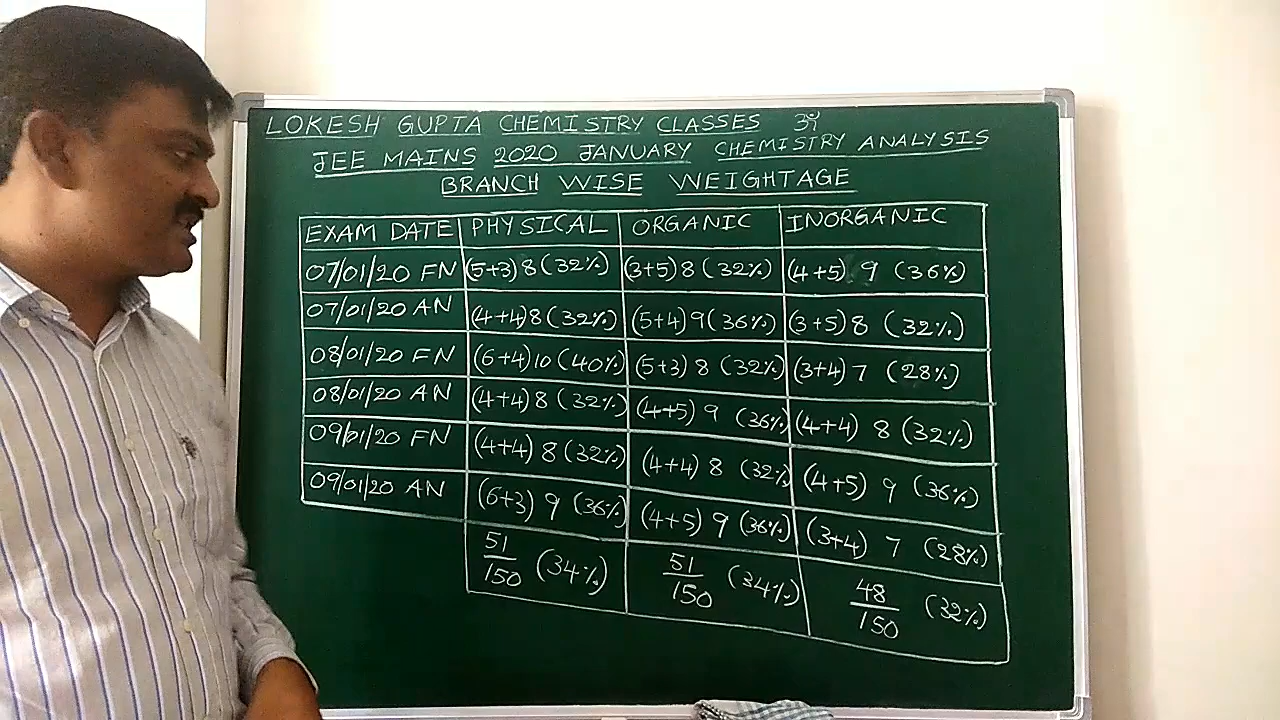 LOKESH GUPTA CHEMISTRY CLASSES ॐ
JEE MAINS 2020 JANUARY CHEMISTRY ANALYSIS
BRANCH WISE WEIGHTAGE
EXAM DATE PHYSICAL ORGANIC INORGANIC
07/01/20 FN (5+3) 8 (32%) (3+5) 8 (32%) (4+5) 9 (36%)
07/01/20 AN (4+4) 8 (32%) (5+4) 9 (36%) (3+5) 8 (32%)
08/01/20 FN (6+4) 10 (40%) (5+3) 8 (32%) (3+4) 7 (28%)
08/01/20 AN (4+4) 8 (32%) (4+5) 9 (36%) (4+4) 8 (32%)
09/01/20 FN (4+4) 8 (32%) (4+4) 8 (32%) (4+5) 9 (36%)
09/01/20 AN (6+3) 9 (36%) (4+5) 9 (36%) (3+4) 7 (28%)
51/150 (34%) 51/150 (34%) 48/150 (32%)